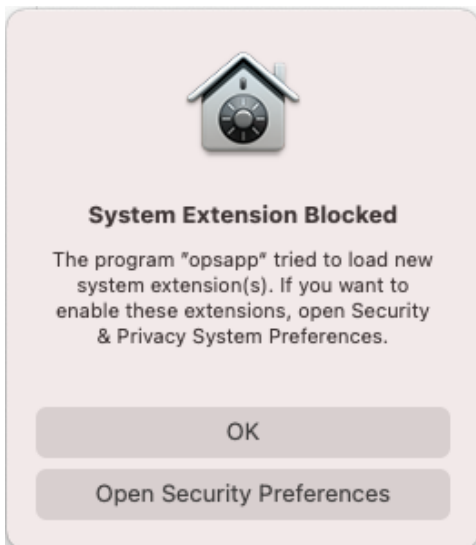 System Extension Blocked
The program "opsapp" tried to load new
system extension(s). If you want to
enable these extensions, open Security
& Privacy System Preferences.
OK
Open Security Preferences